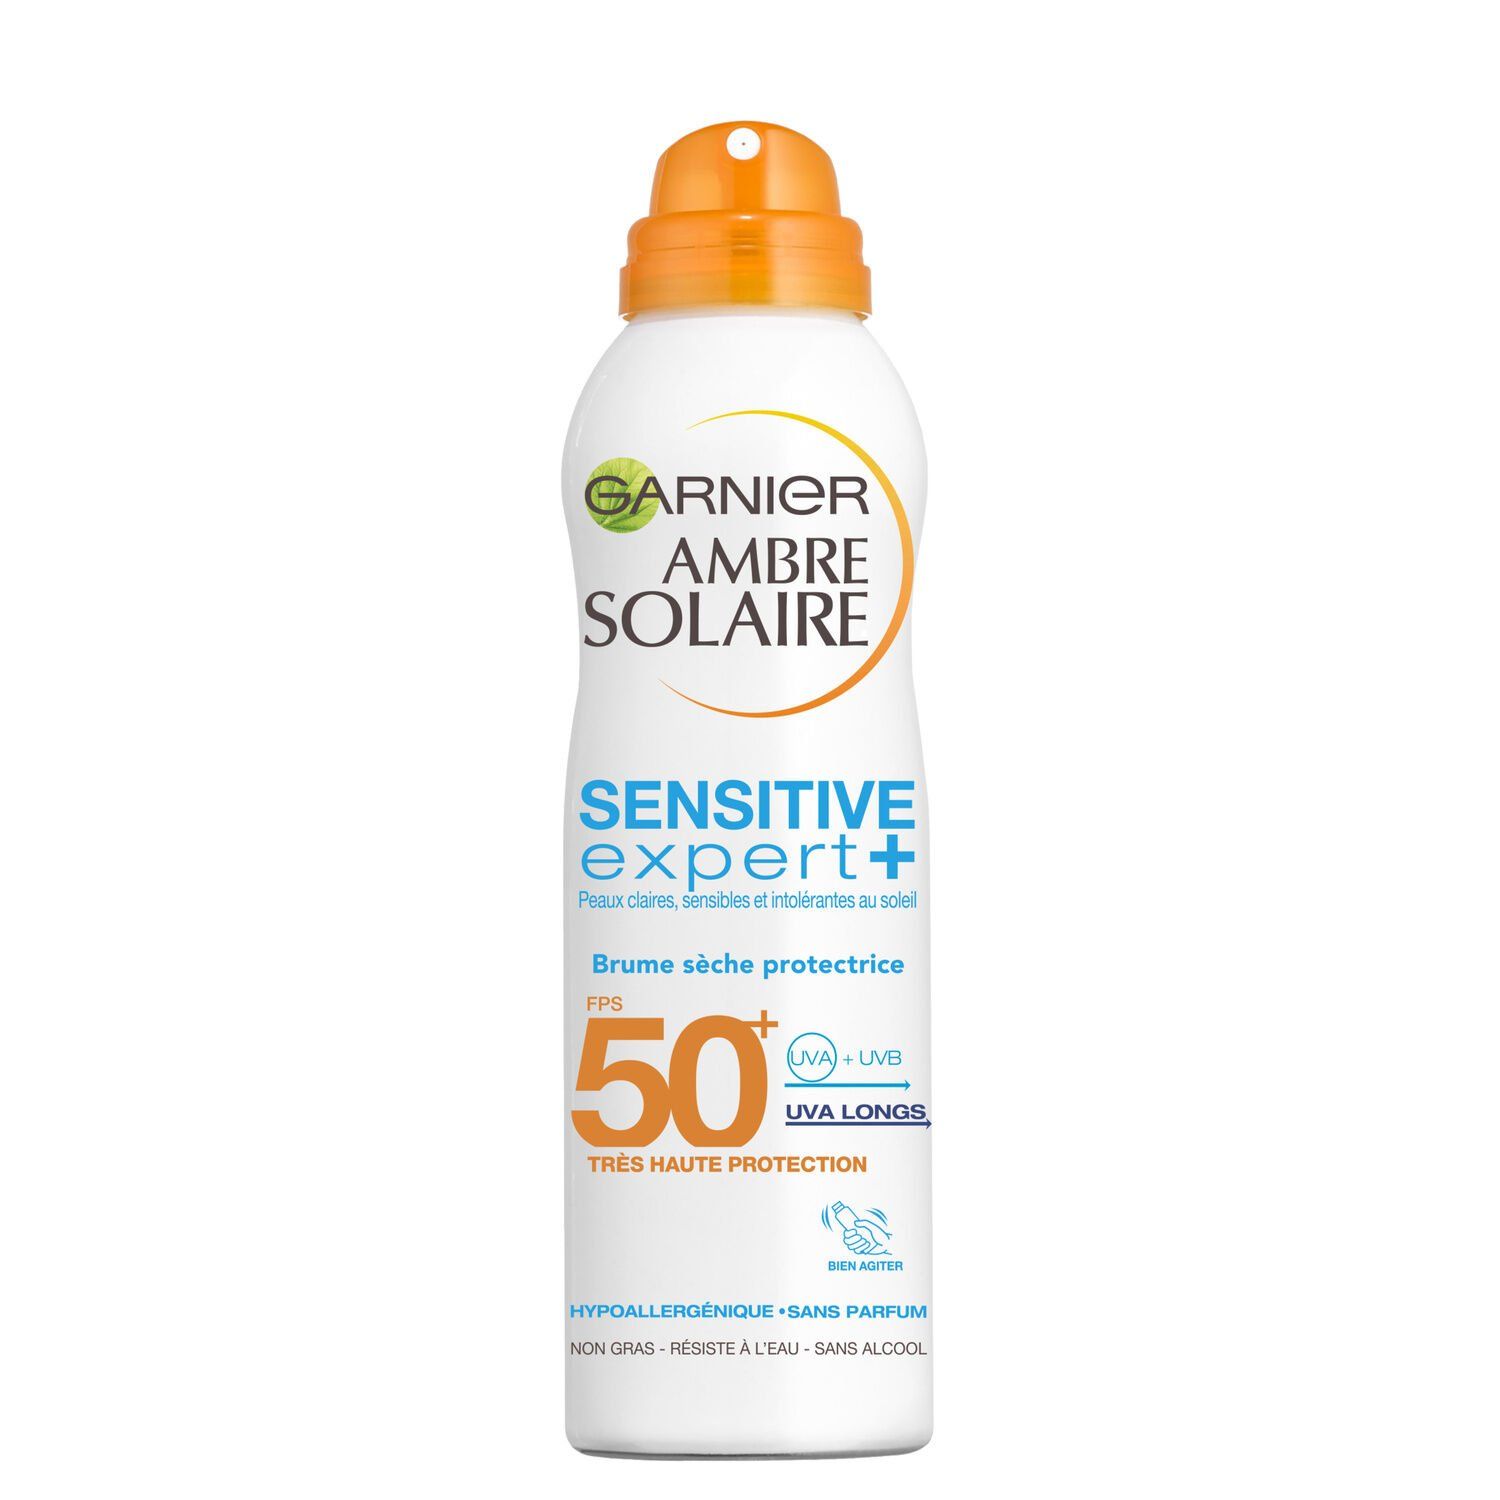 GARNIER
AMBRE
SOLAIRE
SENSITIVE
expert+
Peaux claires, sensibles et intolérantes au soleil
Brume sèche protectrice
FPS
50+
UVA + UVB
UVA LONGS
TRÈS HAUTE PROTECTION
BIEN AGITER
HYPOALLERGÉNIQUE • SANS PARFUM
NON GRAS - RÉSISTE À L'EAU - SANS ALCOOL